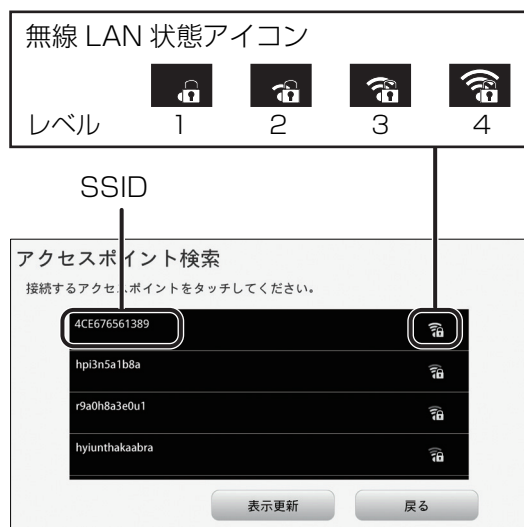 無線 LAN 状態アイコン
レベル 1 2 3 4
SSID
アクセスポイント検索
接続するアクセスポイントをタッチしてください。
4CE676561389
hpi3n5a1b8a
r9a0h8a3e0u1
hyiunthakaabra
表示更新 戻る